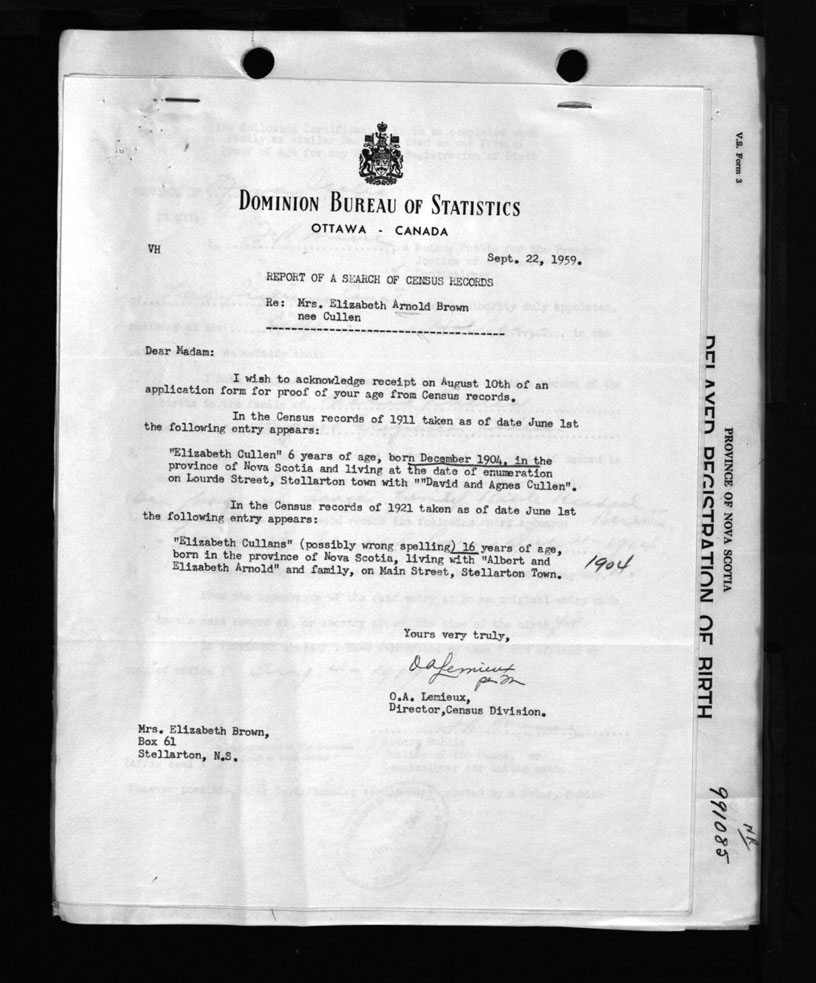 DOMINION BUREAU OF STATISTICS
OTTAWA - CANADA
VH
Sept. 22, 1959.
REPORT OF A SEARCH OF CENSUS RECORDS
Re: Mrs. Elizabeth Arnold Brown
nee Cullen
Dear Madam:
I wish to acknowledge receipt on August 10th of an
application form for proof of your age from Census records.
In the Census records of 1911 taken as of date June 1st
the following entry appears:
"Elizabeth Cullen" 6 years of age, born December 1904, in the
province of Nova Scotia and living at the date of enumeration
on Lourde Street, Stellarton town with ""David and Agnes Cullen".
In the Census records of 1921 taken as of date June 1st
the following entry appears:
"Elizabeth Cullans" (possibly wrong spelling) 16 years of age,
born in the province of Nova Scotia, living with "Albert and
Elizabeth Arnold" and family, on Main Street, Stellarton Town.
1904
Yours very truly,
OALemieux
per
O.A. Lemieux,
Director,Census Division.
Mrs. Elizabeth Brown,
Box 61
Stellarton, N.S.
V.S. Form 3
PROVINCE OF NOVA SCOTIA
DELAYED REGISTRATION OF BIRTH
991085